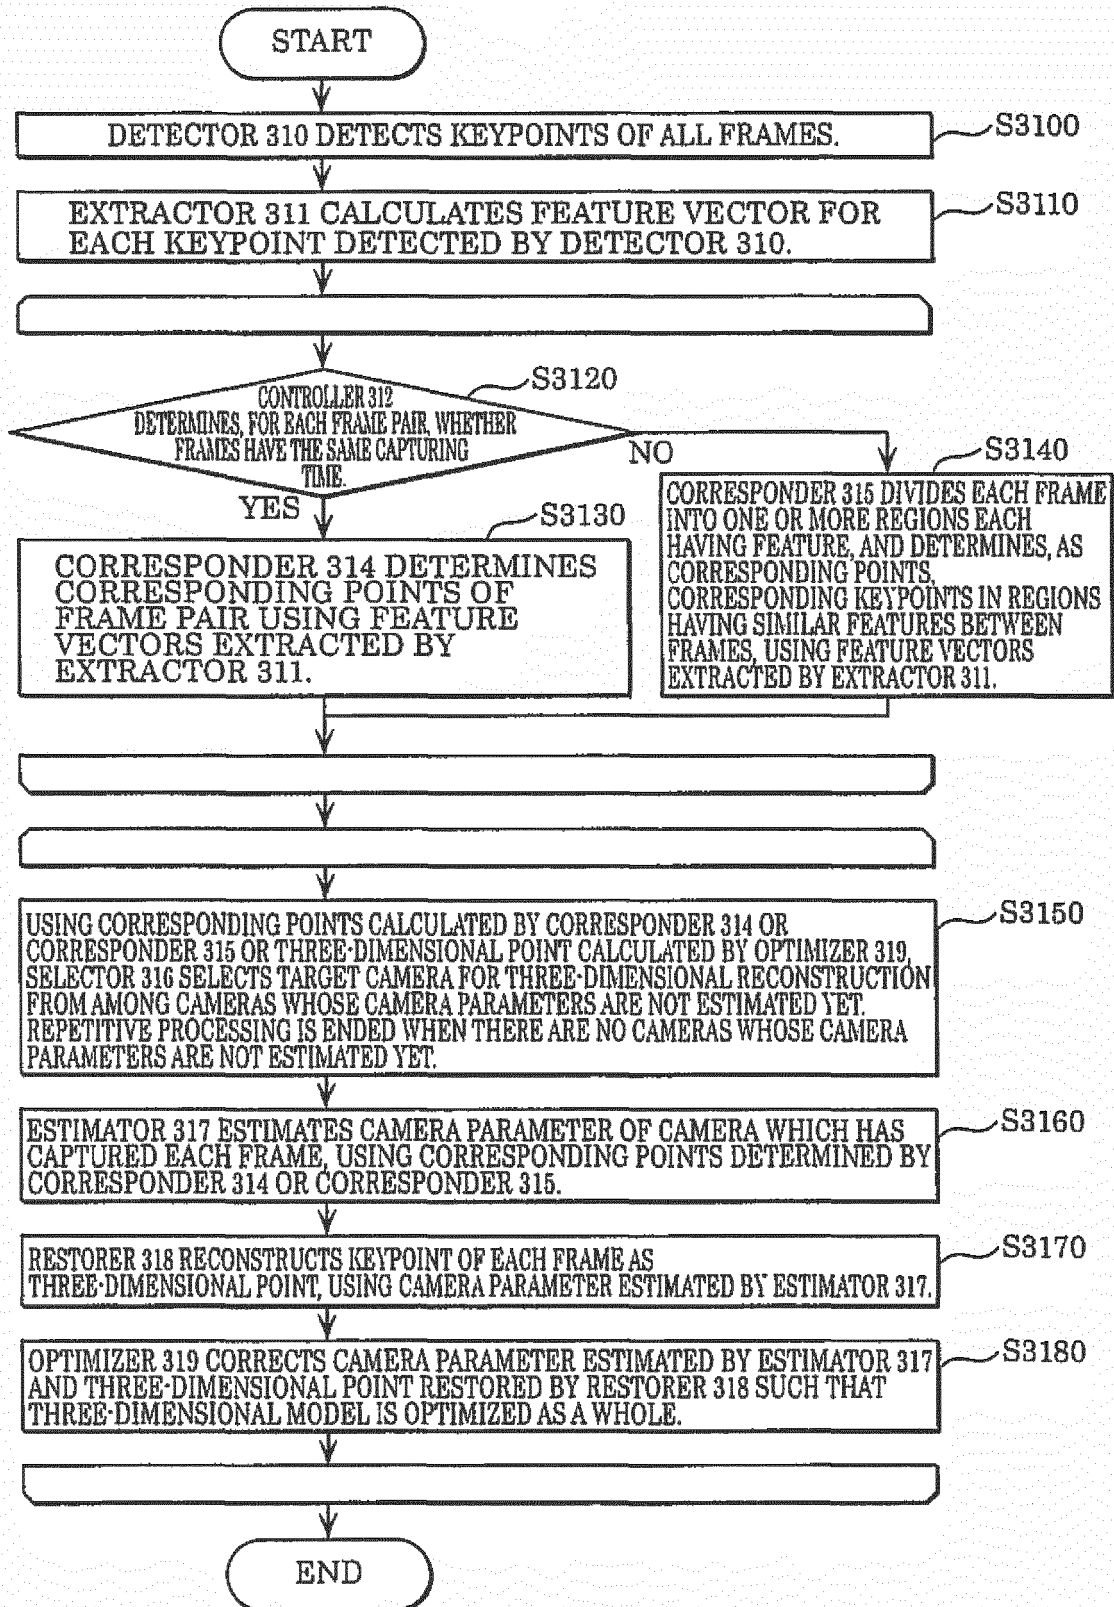 START
DETECTOR 310 DETECTS KEYPOINTS OF ALL FRAMES.
S3100
EXTRACTOR 311 CALCULATES FEATURE VECTOR FOR
EACH KEYPOINT DETECTED BY DETECTOR 310.
S3110
CONTROLLER 312
DETERMINES, FOR EACH FRAME PAIR, WHETHER
FRAMES HAVE THE SAME CAPTURING
TIME.
S3120
NO
YES
CORRESPONDER 314 DETERMINES
CORRESPONDING POINTS OF
FRAME PAIR USING FEATURE
VECTORS EXTRACTED BY
EXTRACTOR 311.
S3130
CORRESPONDER 315 DIVIDES EACH FRAME
INTO ONE OR MORE REGIONS EACH
HAVING FEATURE, AND DETERMINES, AS
CORRESPONDING POINTS,
CORRESPONDING KEYPOINTS IN REGIONS
HAVING SIMILAR FEATURES BETWEEN
FRAMES, USING FEATURE VECTORS
EXTRACTED BY EXTRACTOR 311.
S3140
USING CORRESPONDING POINTS CALCULATED BY CORRESPONDER 314 OR
CORRESPONDER 315 OR THREE-DIMENSIONAL POINT CALCULATED BY OPTIMIZER 319,
SELECTOR 316 SELECTS TARGET CAMERA FOR THREE-DIMENSIONAL RECONSTRUCTION
FROM AMONG CAMERAS WHOSE CAMERA PARAMETERS ARE NOT ESTIMATED YET.
REPETITIVE PROCESSING IS ENDED WHEN THERE ARE NO CAMERAS WHOSE CAMERA
PARAMETERS ARE NOT ESTIMATED YET.
S3150
ESTIMATOR 317 ESTIMATES CAMERA PARAMETER OF CAMERA WHICH HAS
CAPTURED EACH FRAME, USING CORRESPONDING POINTS DETERMINED BY
CORRESPONDER 314 OR CORRESPONDER 315.
S3160
RESTORER 318 RECONSTRUCTS KEYPOINT OF EACH FRAME AS
THREE-DIMENSIONAL POINT, USING CAMERA PARAMETER ESTIMATED BY ESTIMATOR 317.
S3170
OPTIMIZER 319 CORRECTS CAMERA PARAMETER ESTIMATED BY ESTIMATOR 317
AND THREE-DIMENSIONAL POINT RESTORED BY RESTORER 318 SUCH THAT
THREE-DIMENSIONAL MODEL IS OPTIMIZED AS A WHOLE.
S3180
END